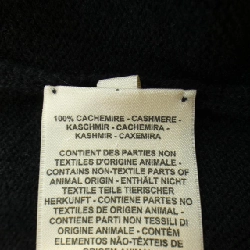 100% CACHEMIRE - CASHMERE -
KASCHMIR - CACHEMIRA -
KASHMIR - CAXEMIRA
CONTIENT DES PARTIES NON
TEXTILES D'ORIGINE ANIMALE -
CONTAINS NON-TEXTILE PARTS OF
ANIMAL ORIGIN - ENTHÄLT NICHT
TEXTILE TEILE TIERISCHER
HERKUNFT - CONTIENE PARTES
NO TEXTILES DE ORIGEN ANIMAL -
CONTIENE PARTI NON TESSILI DI
ORIGINE ANIMALE - CONTÉM
ELEMENTOS NÃO-TÊXTEIS DE
ORIGEM ANIMAL